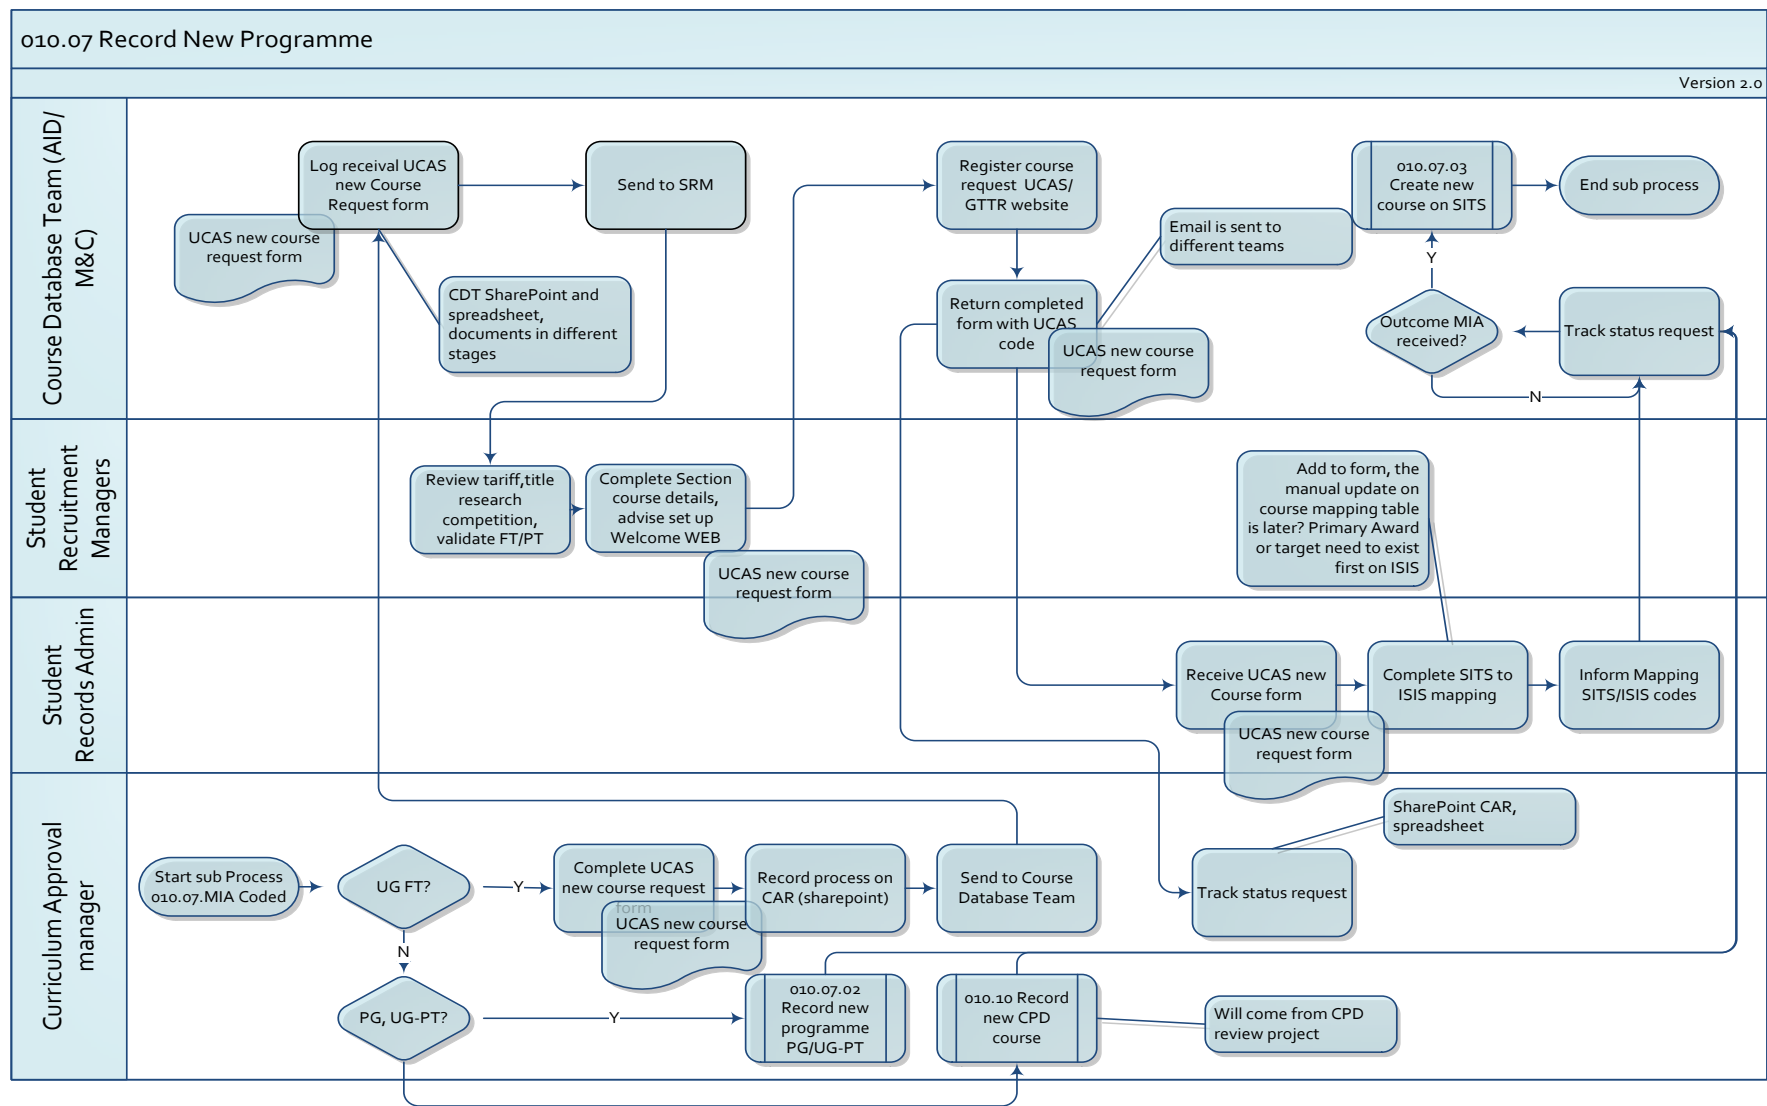 010.07 Record New Programme
Version 2.0
Course Database Team (AID/
M&C)
Log receival UCAS
new Course
Request form
UCAS new course
request form
CDT SharePoint and
spreadsheet,
documents in different
stages
Send to SRM
Register course
request UCAS/
GTTR website
Return completed
form with UCAS
code
UCAS new course
request form
Email is sent to
different teams
010.07.03
Create new
course on SITS
End sub process
Y
Outcome MIA
received?
Track status request
N
Student
Recruitment
Managers
Review tariff,title
research
competition,
validate FT/PT
Complete Section
course details,
advise set up
Welcome WEB
UCAS new course
request form
Add to form, the
manual update on
course mapping table
is later? Primary Award
or target need to exist
first on ISIS
Student
Records Admin
Receive UCAS new
Course form
UCAS new course
request form
Complete SITS to
ISIS mapping
Inform Mapping
SITS/ISIS codes
Curriculum Approval
manager
Start sub Process
010.07.MIA Coded
UG FT?
Y
Complete UCAS
new course request
form
UCAS new course
request form
Record process on
CAR (sharepoint)
Send to Course
Database Team
Track status request
SharePoint CAR,
spreadsheet
N
PG, UG-PT?
Y
010.07.02
Record new
programme
PG/UG-PT
010.10 Record
new CPD
course
Will come from CPD
review project